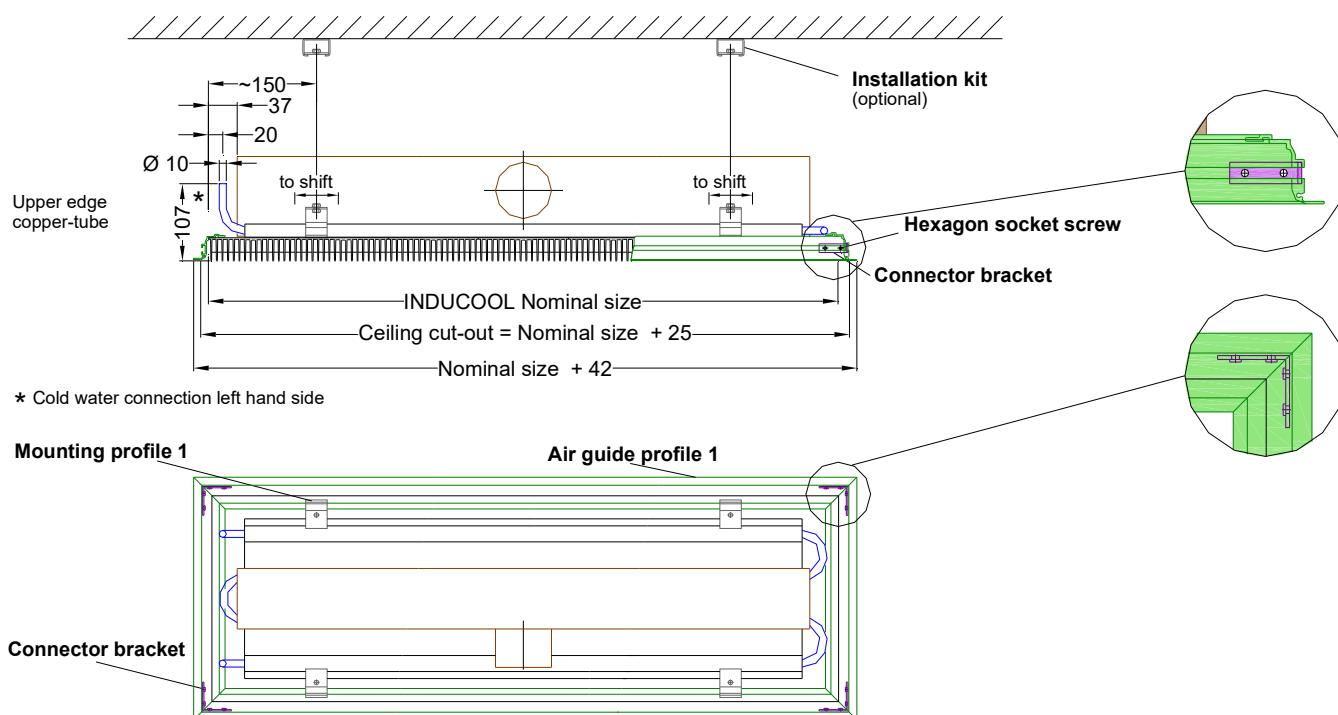 Installation kit
(optional)
~150
37
20
Ø 10
to shift
to shift
*
107
Upper edge
copper-tube
Hexagon socket screw
Connector bracket
INDUCOOL Nominal size
Ceiling cut-out = Nominal size + 25
Nominal size + 42
* Cold water connection left hand side
Mounting profile 1
Air guide profile 1
Connector bracket